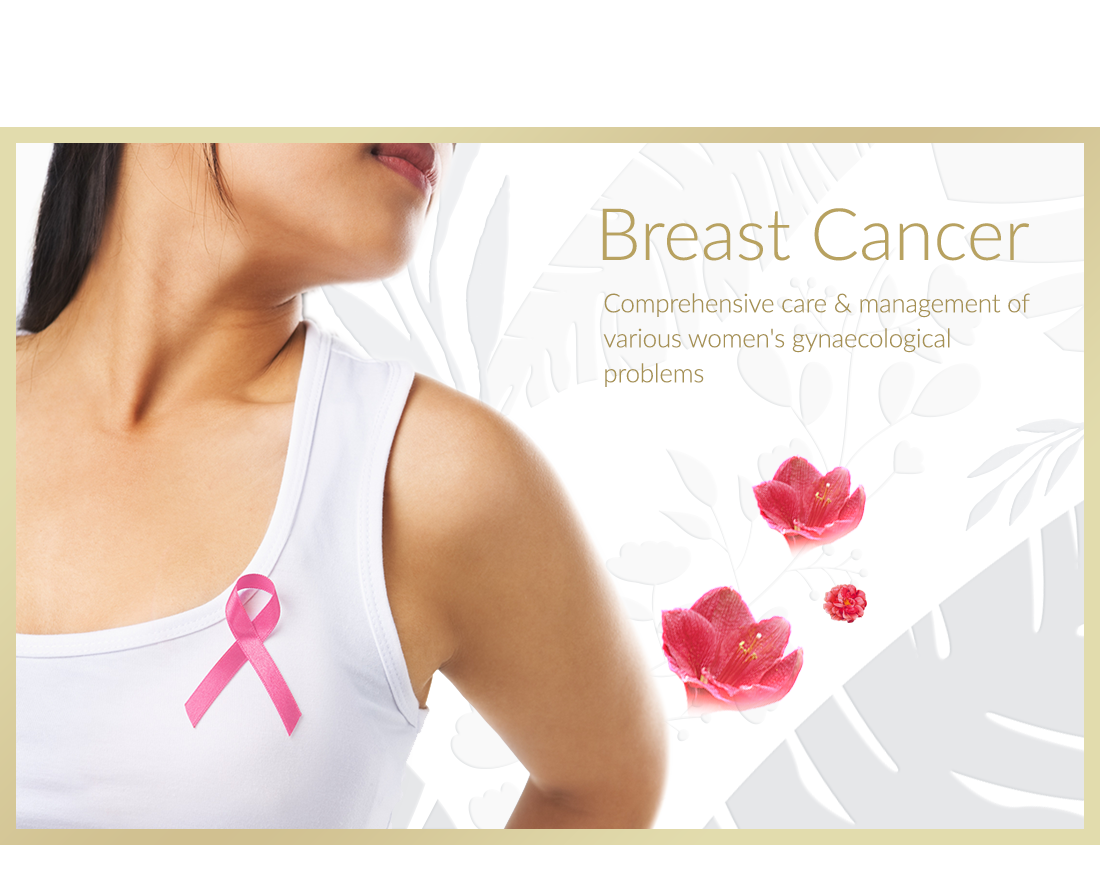 Breast Cancer
Comprehensive care & management of
various women's gynaecological
problems